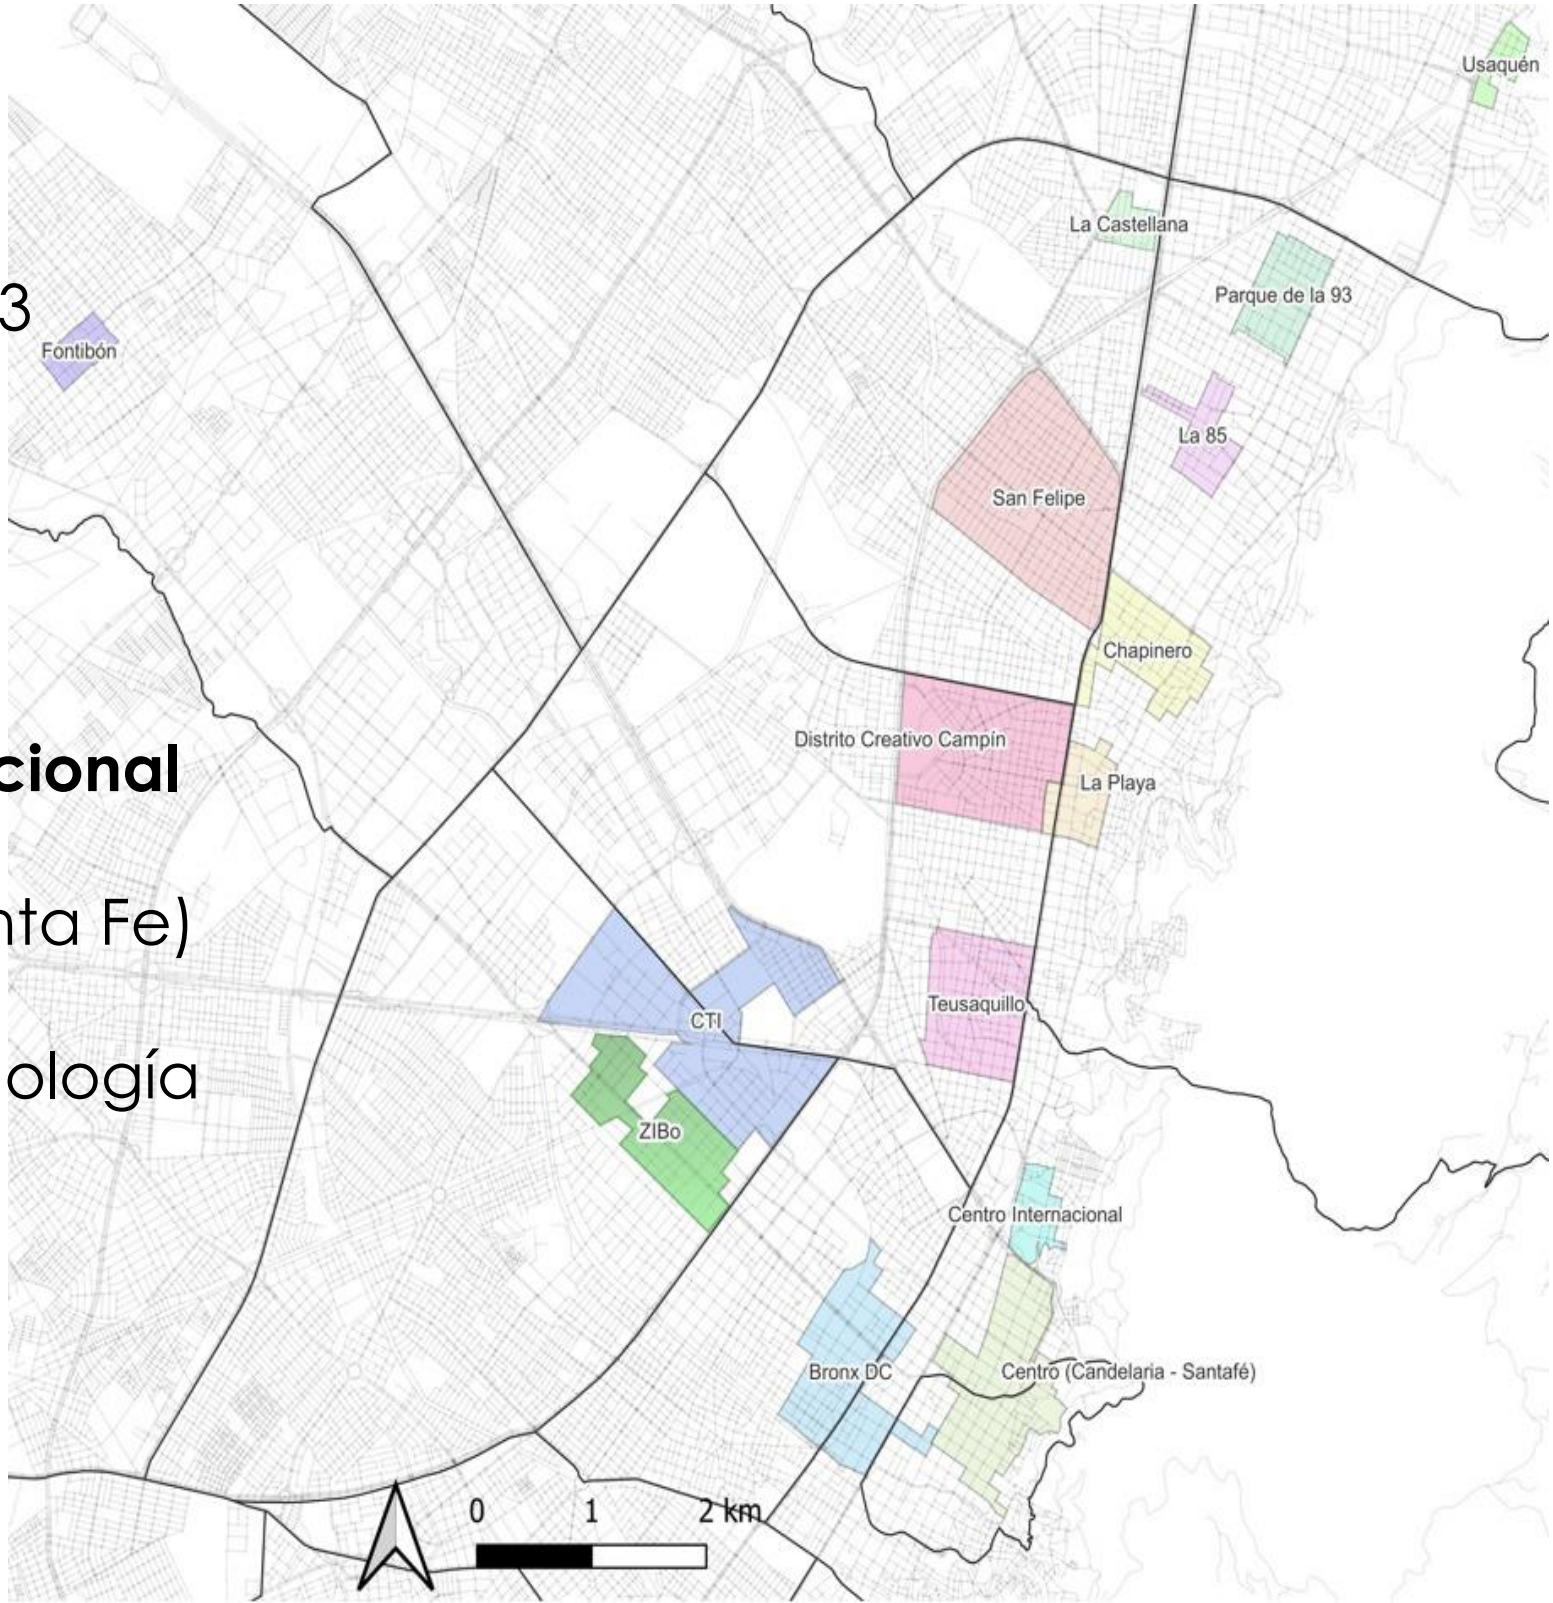 Usaquén
La Castellana
Parque de la 93
3
Fontibón
La 85
San Felipe
Chapinero
Distrito Creativo Campín
cional
La Playa
nta Fe)
Teusaquillo
CTI
ología
ZIBo
Centro Internacional
Bronx DC
Centro (Candelaria - Santafé)
0 1 2 km